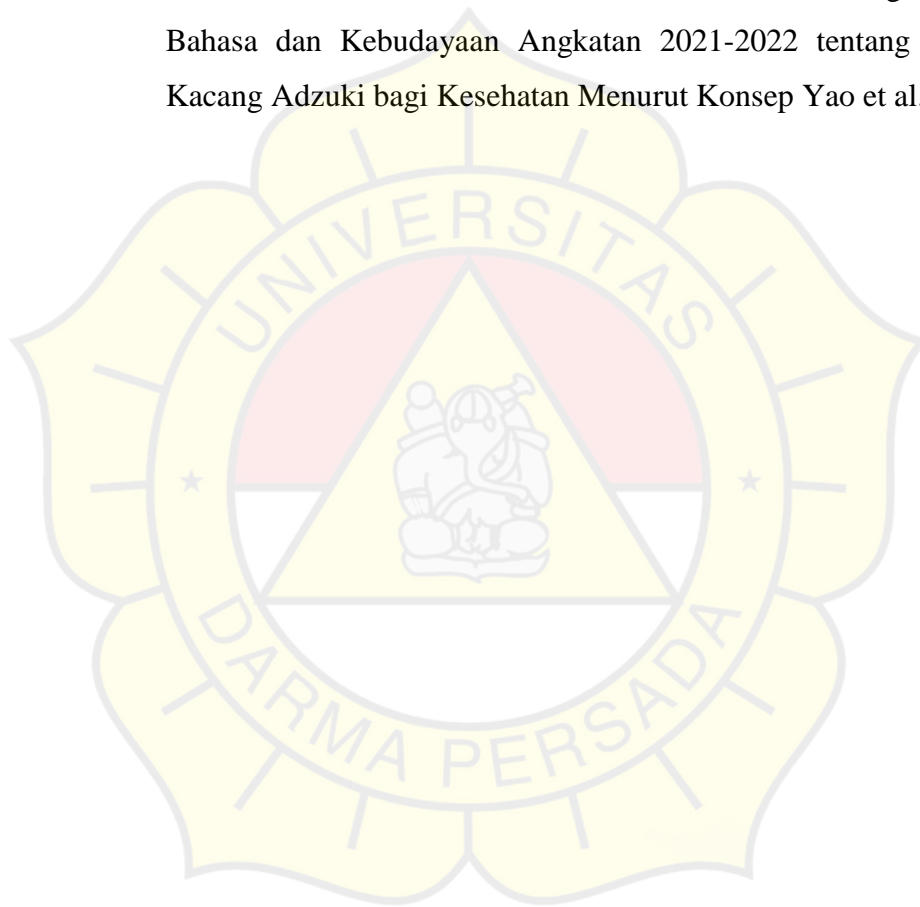 Bahasa dan Kebudayaan Angkatan 2021-2022 tentang
Kacang Adzuki bagi Kesehatan Menurut Konsep Yao et al.
UNIVERSITAS
DARMA PERSADA